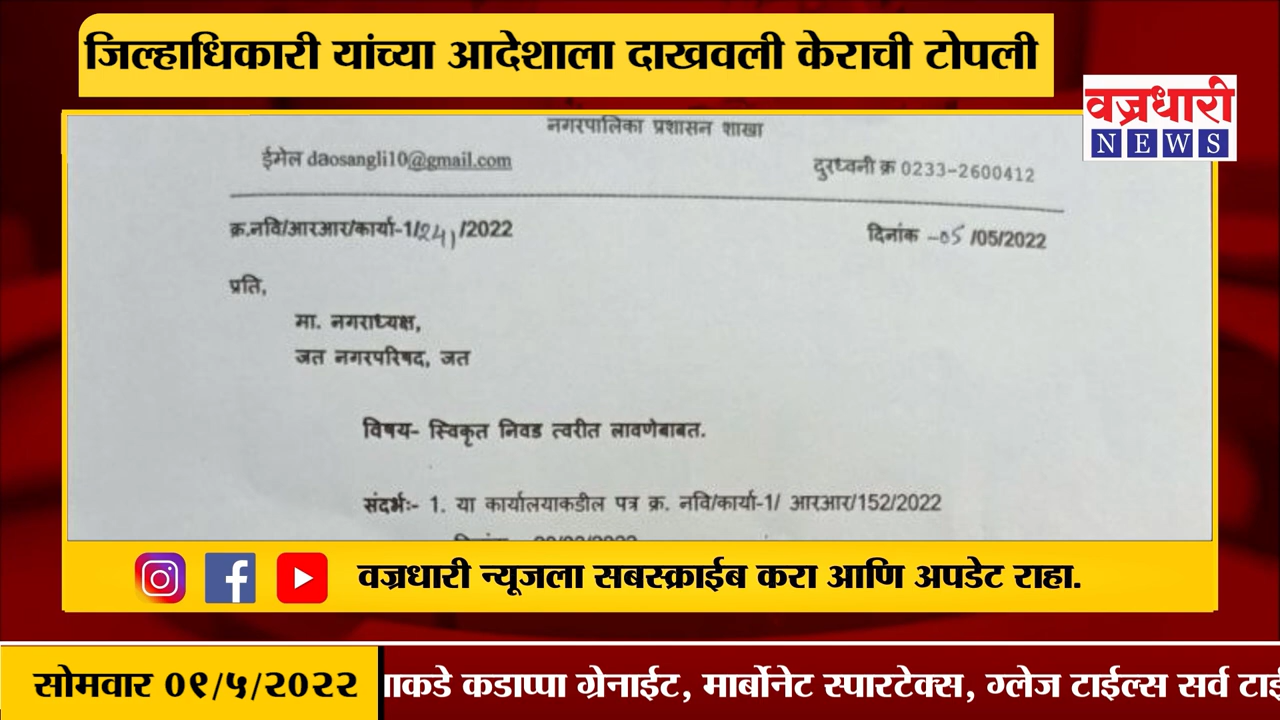 जिल्हाधिकारी यांच्या आदेशाला दाखवली केराची टोपली
वज्रधारी
NEWS
नगरपालिका प्रशासन शाखा
ईमेल daosangli10@gmail.com
दुरध्वनी क्र 0233-2600412
क्र.नवि/आरआर/कार्या-1/241/2022
दिनांक -05/05/2022
प्रति,
मा. नगराध्यक्ष,
जत नगरपरिषद, जत
विषय- स्विकृत निवड त्वरीत लावणेबाबत.
संदर्भः- 1. या कार्यालयाकडील पत्र क्र. नवि/कार्या-1/ आरआर/152/2022
वज्रधारी न्यूजला सबस्क्राईब करा आणि अपडेट राहा.
सोमवार ०९/५/२०२२
कडे कडाप्पा ग्रेनाईट, मार्बोनेट स्पारटेक्स, ग्लेज टाईल्स सर्व